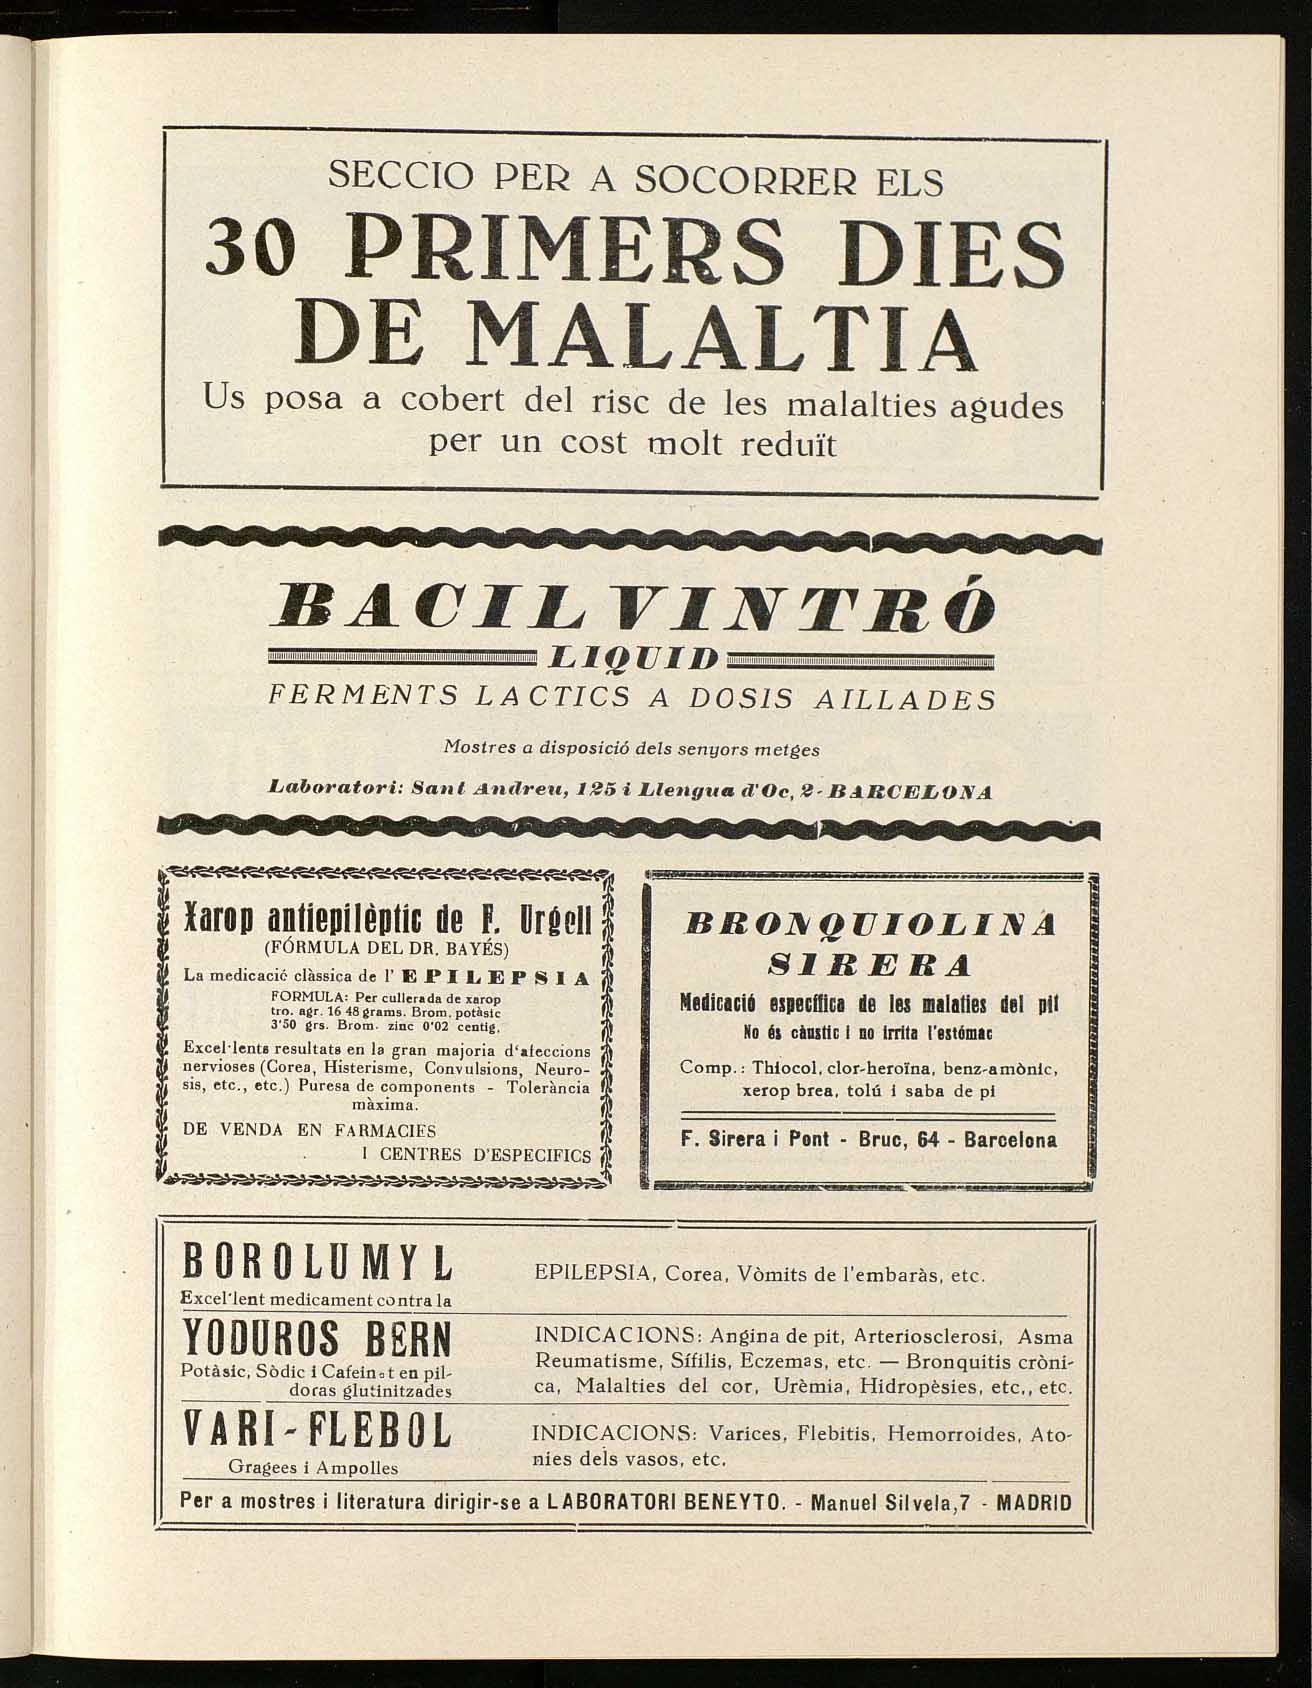 SECCIO PER A SOCORRER ELS
30 PRIMERS DIES
DE MALALTIA
Us posa a cobert del risc de les malalties agudes
per un cost molt reduït
BACILVINTRÓ
LIQUID
FERMENTS LACTICS A DOSIS AILLADES
Mostres a disposició dels senyors metges
Laboratori: Sant Andreu, 125 i Llengua d'Oc, 2-BARCELONA
Xarop antiepilèptic de F. Urgell
(FÓRMULA DEL DR. BAYÉS)
La medicació clàssica de l' EPILEPSIA
FORMULA: Per cullerada de xarop
tro. agr. 16 48 grams. Brom. potàsic
3'50 grs. Brom. zinc 0'02 centig.
Excel·lents resultats en la gran majoria d'afeccions
nervioses (Corea, Histerisme, Convulsions, Neuro-
sis, etc., etc.) Puresa de components - Tolerància
màxima.
DE VENDA EN FARMACIES
I CENTRES D'ESPECIFICS
BRONQUIOLINA
SIRERA
Medicació específica de les malaties del pit
No és càustic i no irrita l'estómac
Comp.: Thiocol, clor-heroïna, benz-amònic,
xerop brea, tolú i saba de pi
F. Sirera i Pont - Bruc, 64 - Barcelona
BOROLUMYL
Excel'lent medicament contra la
EPILEPSIA, Corea, Vòmits de l'embaràs, etc.
YODUROS BERN
Potàsic, Sòdic i Cafeinat en pil-
doras glutinitzades
INDICACIONS: Angina de pit, Arteriosclerosi, Asma
Reumatisme, Sífilis, Eczemas, etc. — Bronquitis cròni-
ca, Malalties del cor, Urèmia, Hidropèsies, etc., etc.
VARI-FLEBOL
Gragees i Ampolles
INDICACIONS: Varices, Flebitis, Hemorroides, Ato-
nies dels vasos, etc.
Per a mostres i literatura dirigir-se a LABORATORI BENEYTO. - Manuel Silvela,7 - MADRID